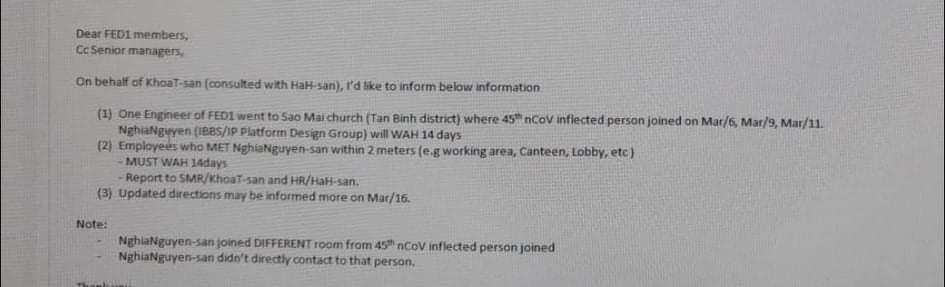 Dear FED1 members,
Cc Senior managers,
On behalf of KhoaT-san (consulted with HaH-san), I'd like to inform below information
(1) One Engineer of FED1 went to Sao Mai church (Tan Binh district) where 45th nCoV inflected person joined on Mar/6, Mar/9, Mar/11.
NghiaNguyen (IBBS/IP Platform Design Group) will WAH 14 days
(2) Employees who MET NghiaNguyen-san within 2 meters (e.g working area, Canteen, Lobby, etc)
- MUST WAH 14days
- Report to SMR/KhoaT-san and HR/HaH-san.
(3) Updated directions may be informed more on Mar/16.
Note:
- NghiaNguyen-san joined DIFFERENT room from 45th nCoV inflected person joined
- NghiaNguyen-san didn't directly contact to that person.